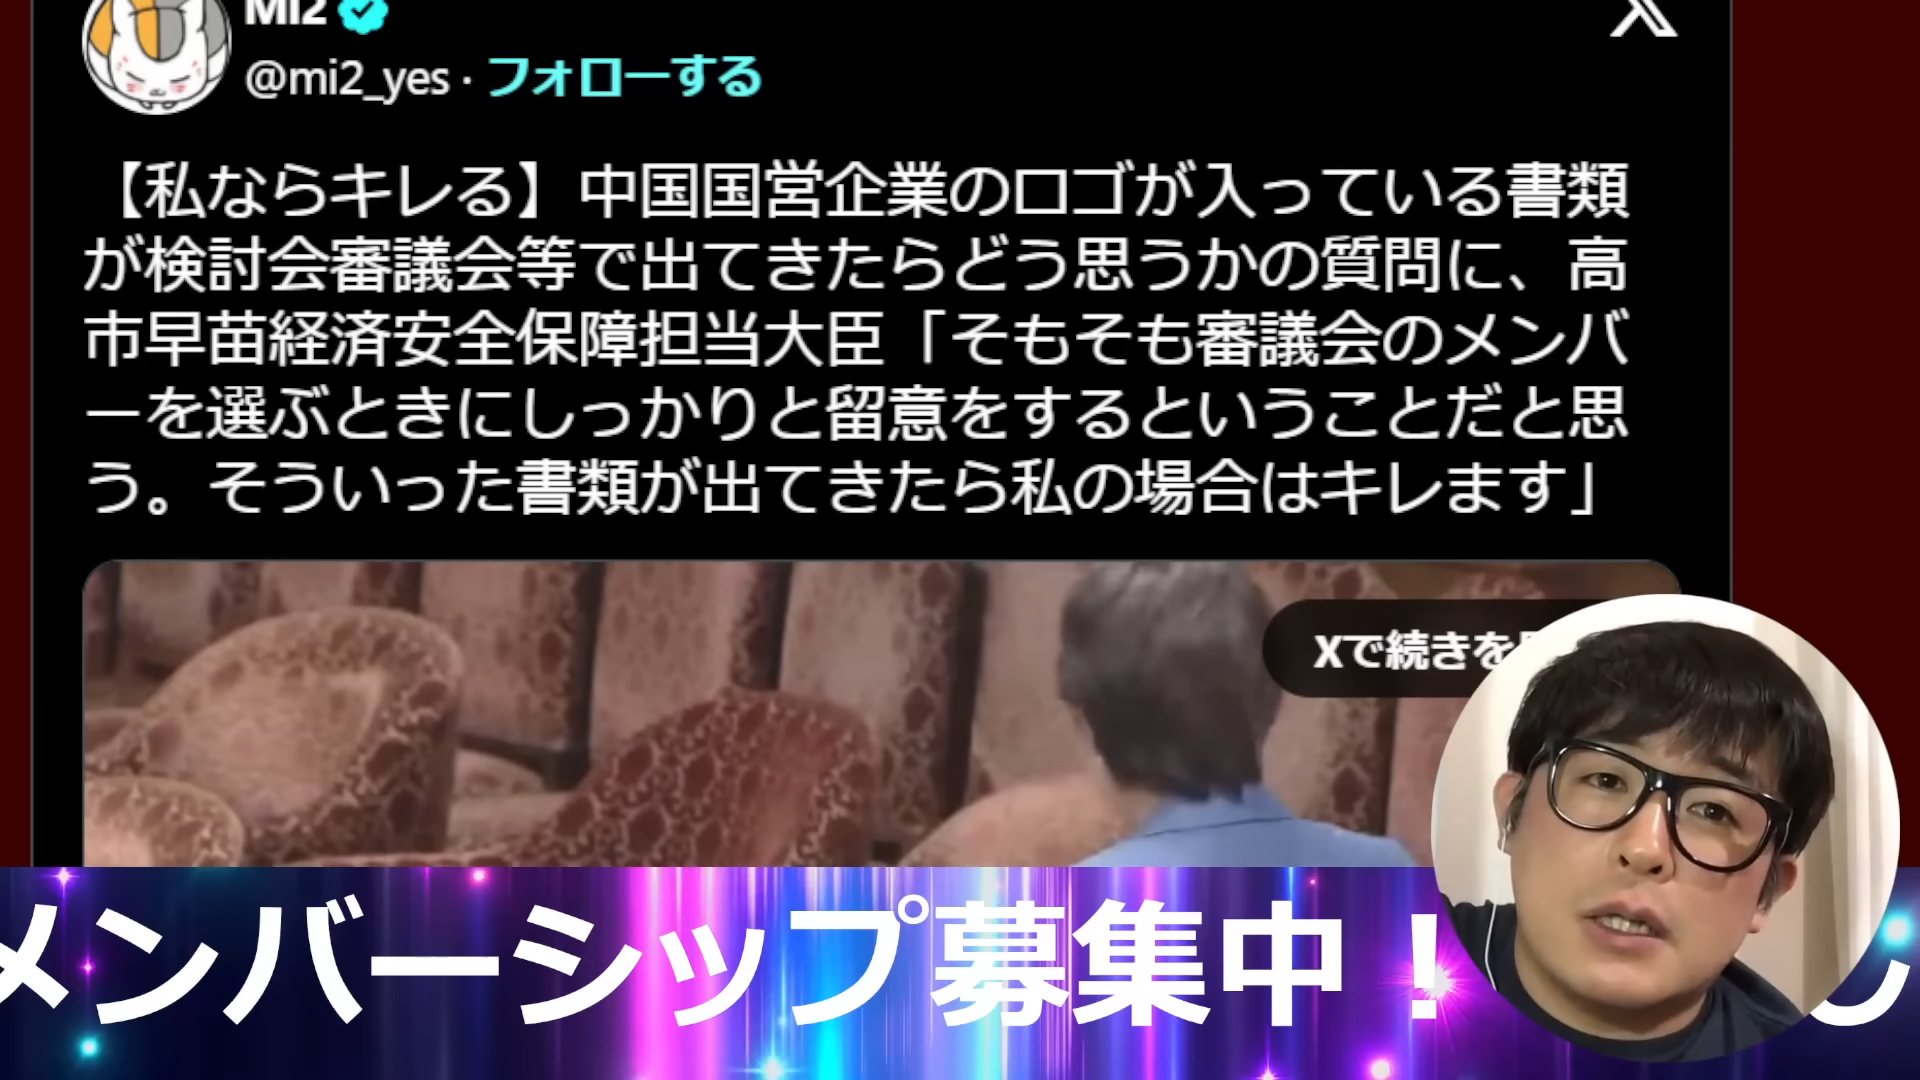 Mi2
@mi2_yes · フォローする
【私ならキレる】中国国営企業のロゴが入っている書類
が検討会審議会等で出てきたらどう思うかの質問に、高
市早苗経済安全保障担当大臣「そもそも審議会のメンバ
ーを選ぶときにしっかりと留意をするということだと思
う。そういった書類が出てきたら私の場合はキレます」
Xで続きを
メンバーシップ募集中！